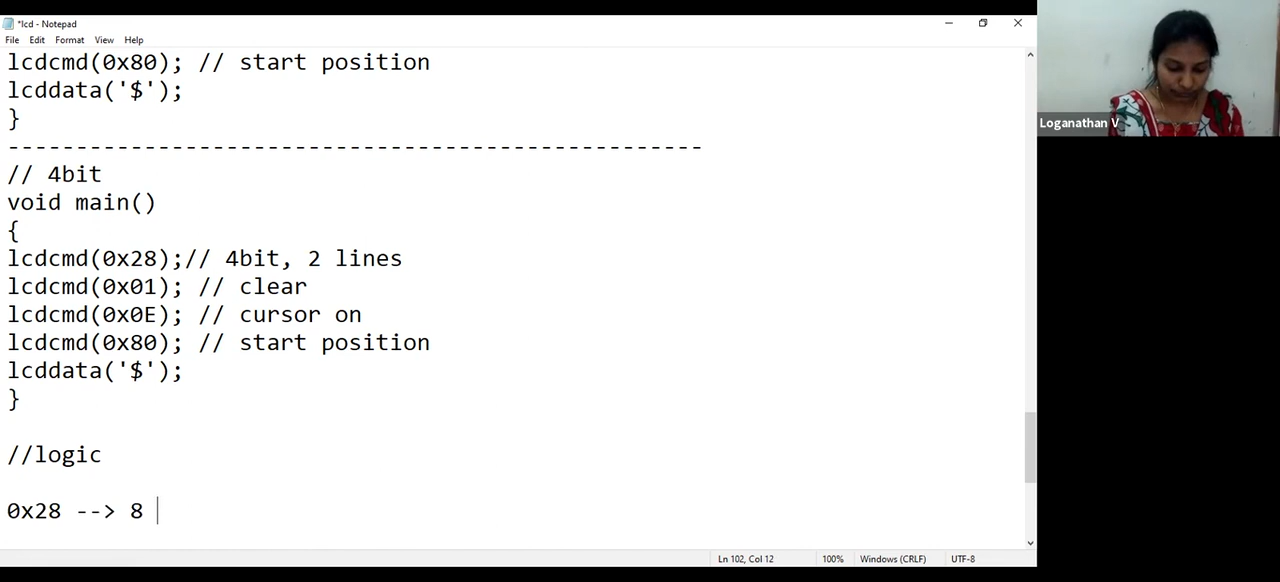 *lcd - Notepad
File Edit Format View Help
lcdcmd(0x80); // start position
lcddata('$');
}
----------------------------------------------------
// 4bit
void main()
{
lcdcmd(0x28);// 4bit, 2 lines
lcdcmd(0x01); // clear
lcdcmd(0x0E); // cursor on
lcdcmd(0x80); // start position
lcddata('$');
}
//logic
0x28 --> 8
Ln 102, Col 12 100% Windows (CRLF) UTF-8
Loganathan V